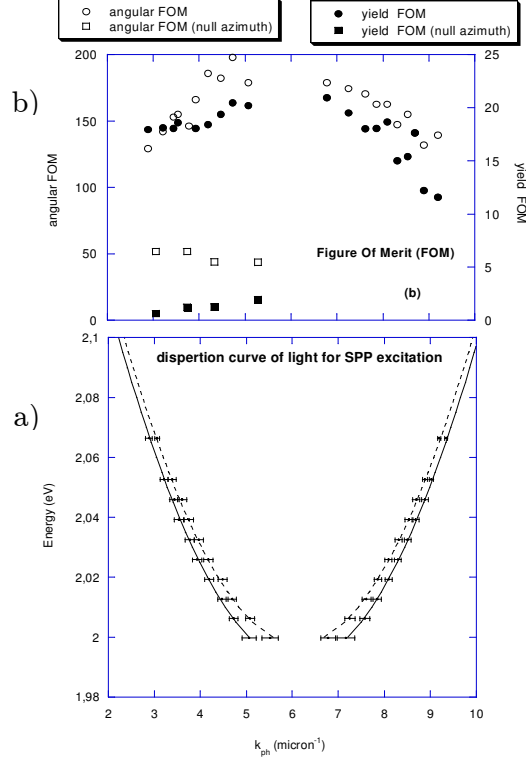 angular FOM
angular FOM (null azimuth)
yield FOM
yield FOM (null azimuth)
b)
200
150
100
50
0
angular FOM
25
20
15
10
5
0
yield FOM
Figure Of Merit (FOM)
(b)
a)
2,1
2,08
2,06
2,04
2,02
2
1,98
Energy (eV)
dispertion curve of light for SPP excitation
2 3 4 5 6 7 8 9 10
k_ph (micron⁻¹)